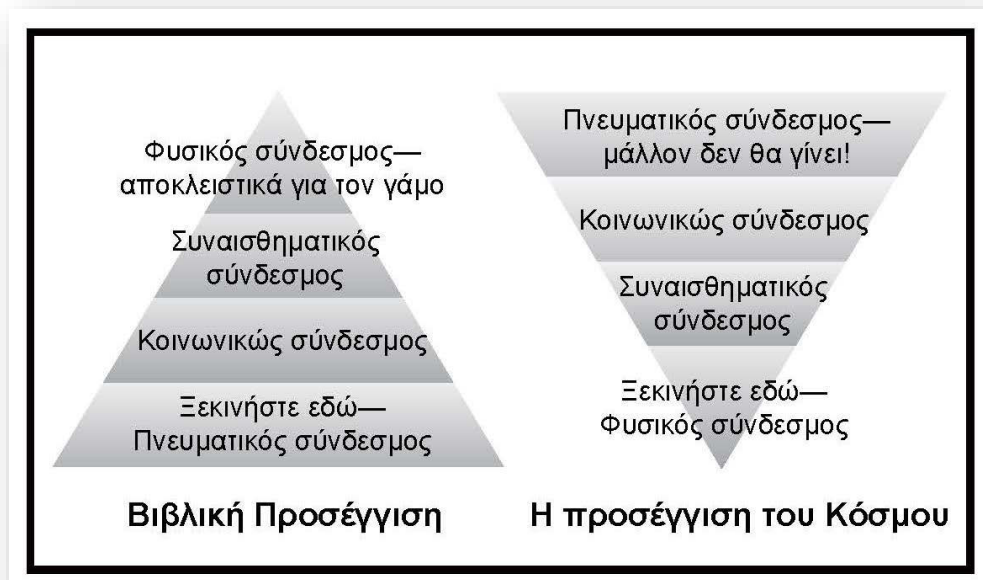 Φυσικός σύνδεσμος—
αποκλειστικά για τον γάμο
Συναισθηματικός
σύνδεσμος
Κοινωνικώς σύνδεσμος
Ξεκινήστε εδώ—
Πνευματικός σύνδεσμος
Βιβλική Προσέγγιση
Πνευματικός σύνδεσμος—
μάλλον δεν θα γίνει!
Κοινωνικώς σύνδεσμος
Συναισθηματικός
σύνδεσμος
Ξεκινήστε εδώ—
Φυσικός σύνδεσμος
Η προσέγγιση του Κόσμου